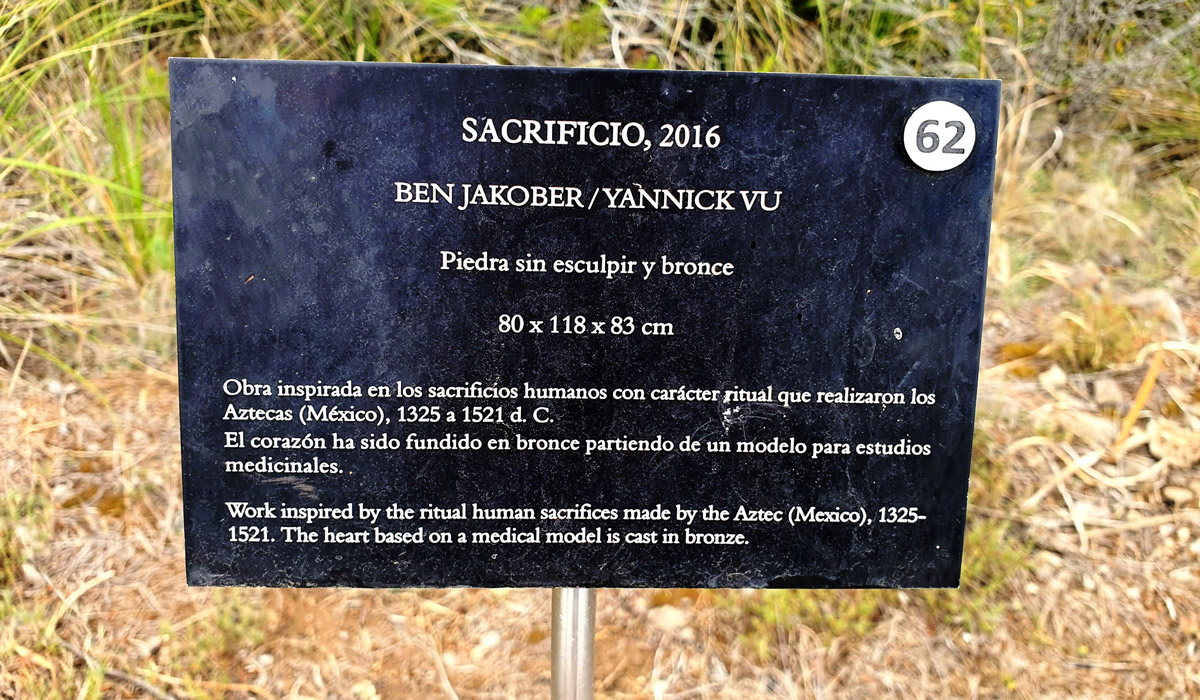 SACRIFICIO, 2016
62
BEN JAKOBER / YANNICK VU
Piedra sin esculpir y bronce
80 x 118 x 83 cm
Obra inspirada en los sacrificios humanos con carácter ritual que realizaron los
Aztecas (México), 1325 a 1521 d. C.
El corazón ha sido fundido en bronce partiendo de un modelo para estudios
medicinales.
Work inspired by the ritual human sacrifices made by the Aztec (Mexico), 1325-
1521. The heart based on a medical model is cast in bronze.